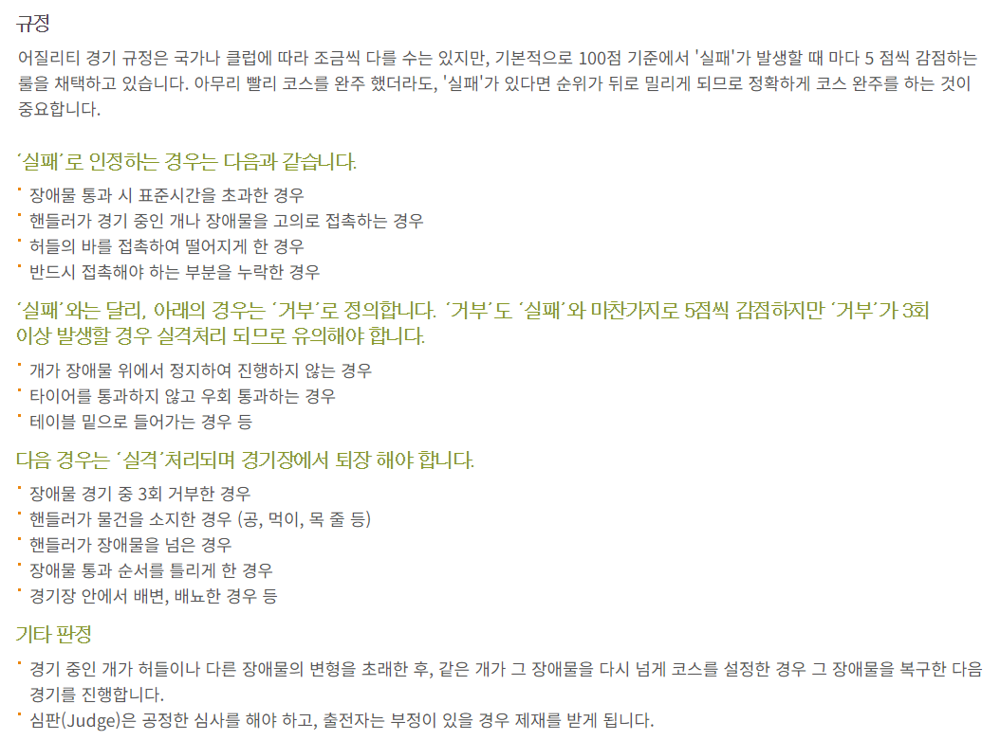 규정
어질리티 경기 규정은 국가나 클럽에 따라 조금씩 다를 수는 있지만, 기본적으로 100점 기준에서 '실패'가 발생할 때 마다 5 점씩 감점하는
룰을 채택하고 있습니다. 아무리 빨리 코스를 완주 했더라도, '실패'가 있다면 순위가 뒤로 밀리게 되므로 정확하게 코스 완주를 하는 것이
중요합니다.
‘실패’로 인정하는 경우는 다음과 같습니다.
장애물 통과 시 표준시간을 초과한 경우
핸들러가 경기 중인 개나 장애물을 고의로 접촉하는 경우
허들의 바를 접촉하여 떨어지게 한 경우
반드시 접촉해야 하는 부분을 누락한 경우
‘실패’와는 달리, 아래의 경우는 ‘거부’로 정의합니다. ‘거부’도 ‘실패’와 마찬가지로 5점씩 감점하지만 ‘거부’가 3회
이상 발생할 경우 실격처리 되므로 유의해야 합니다.
개가 장애물 위에서 정지하여 진행하지 않는 경우
타이어를 통과하지 않고 우회 통과하는 경우
테이블 밑으로 들어가는 경우 등
다음 경우는 ‘실격’처리되며 경기장에서 퇴장 해야 합니다.
장애물 경기 중 3회 거부한 경우
핸들러가 물건을 소지한 경우 (공, 먹이, 목 줄 등)
핸들러가 장애물을 넘은 경우
장애물 통과 순서를 틀리게 한 경우
경기장 안에서 배변, 배뇨한 경우 등
기타 판정
경기 중인 개가 허들이나 다른 장애물의 변형을 초래한 후, 같은 개가 그 장애물을 다시 넘게 코스를 설정한 경우 그 장애물을 복구한 다음
경기를 진행합니다.
심판(Judge)은 공정한 심사를 해야 하고, 출전자는 부정이 있을 경우 제재를 받게 됩니다.